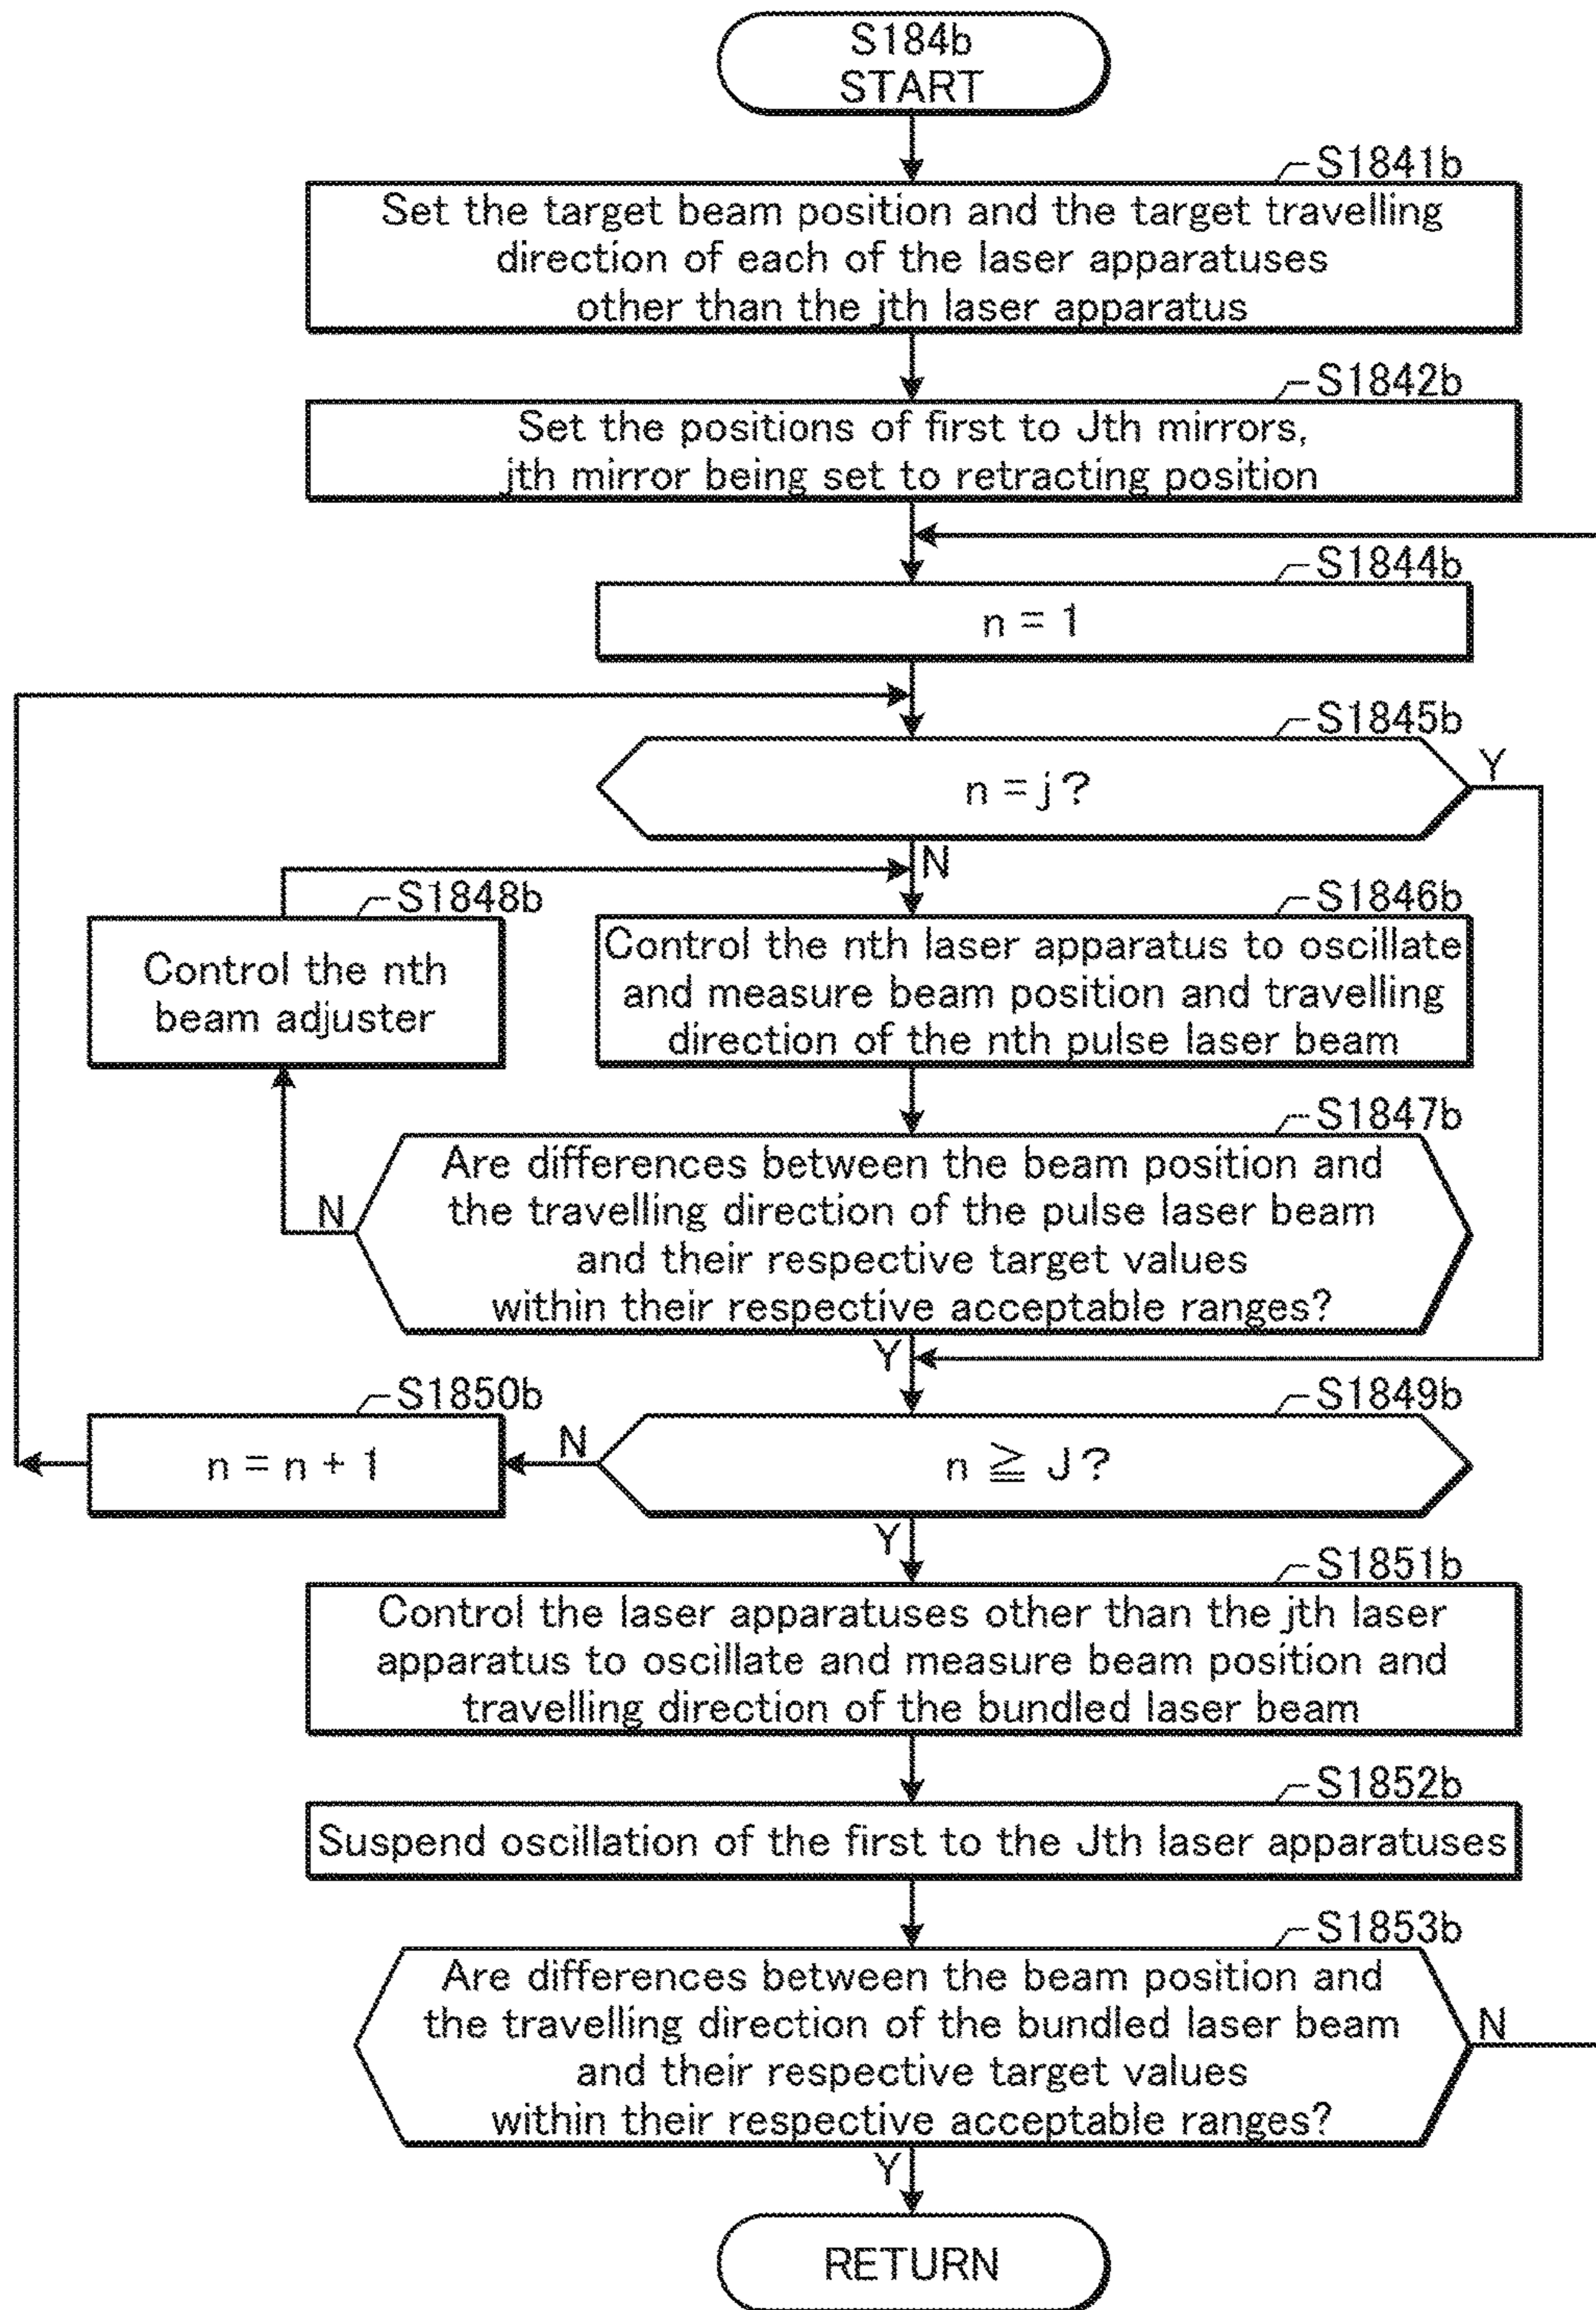 S184b
START
S1841b
Set the target beam position and the target travelling
direction of each of the laser apparatuses
other than the jth laser apparatus
S1842b
Set the positions of first to Jth mirrors,
jth mirror being set to retracting position
S1844b
n = 1
S1845b
n = j ?
Y
N
S1848b
Control the nth
beam adjuster
S1846b
Control the nth laser apparatus to oscillate
and measure beam position and travelling
direction of the nth pulse laser beam
S1847b
Are differences between the beam position and
the travelling direction of the pulse laser beam
and their respective target values
within their respective acceptable ranges?
N
Y
S1850b
n = n + 1
S1849b
N
n ≧ J ?
Y
S1851b
Control the laser apparatuses other than the jth laser
apparatus to oscillate and measure beam position and
travelling direction of the bundled laser beam
S1852b
Suspend oscillation of the first to the Jth laser apparatuses
S1853b
Are differences between the beam position and
the travelling direction of the bundled laser beam
and their respective target values
within their respective acceptable ranges?
N
Y
RETURN